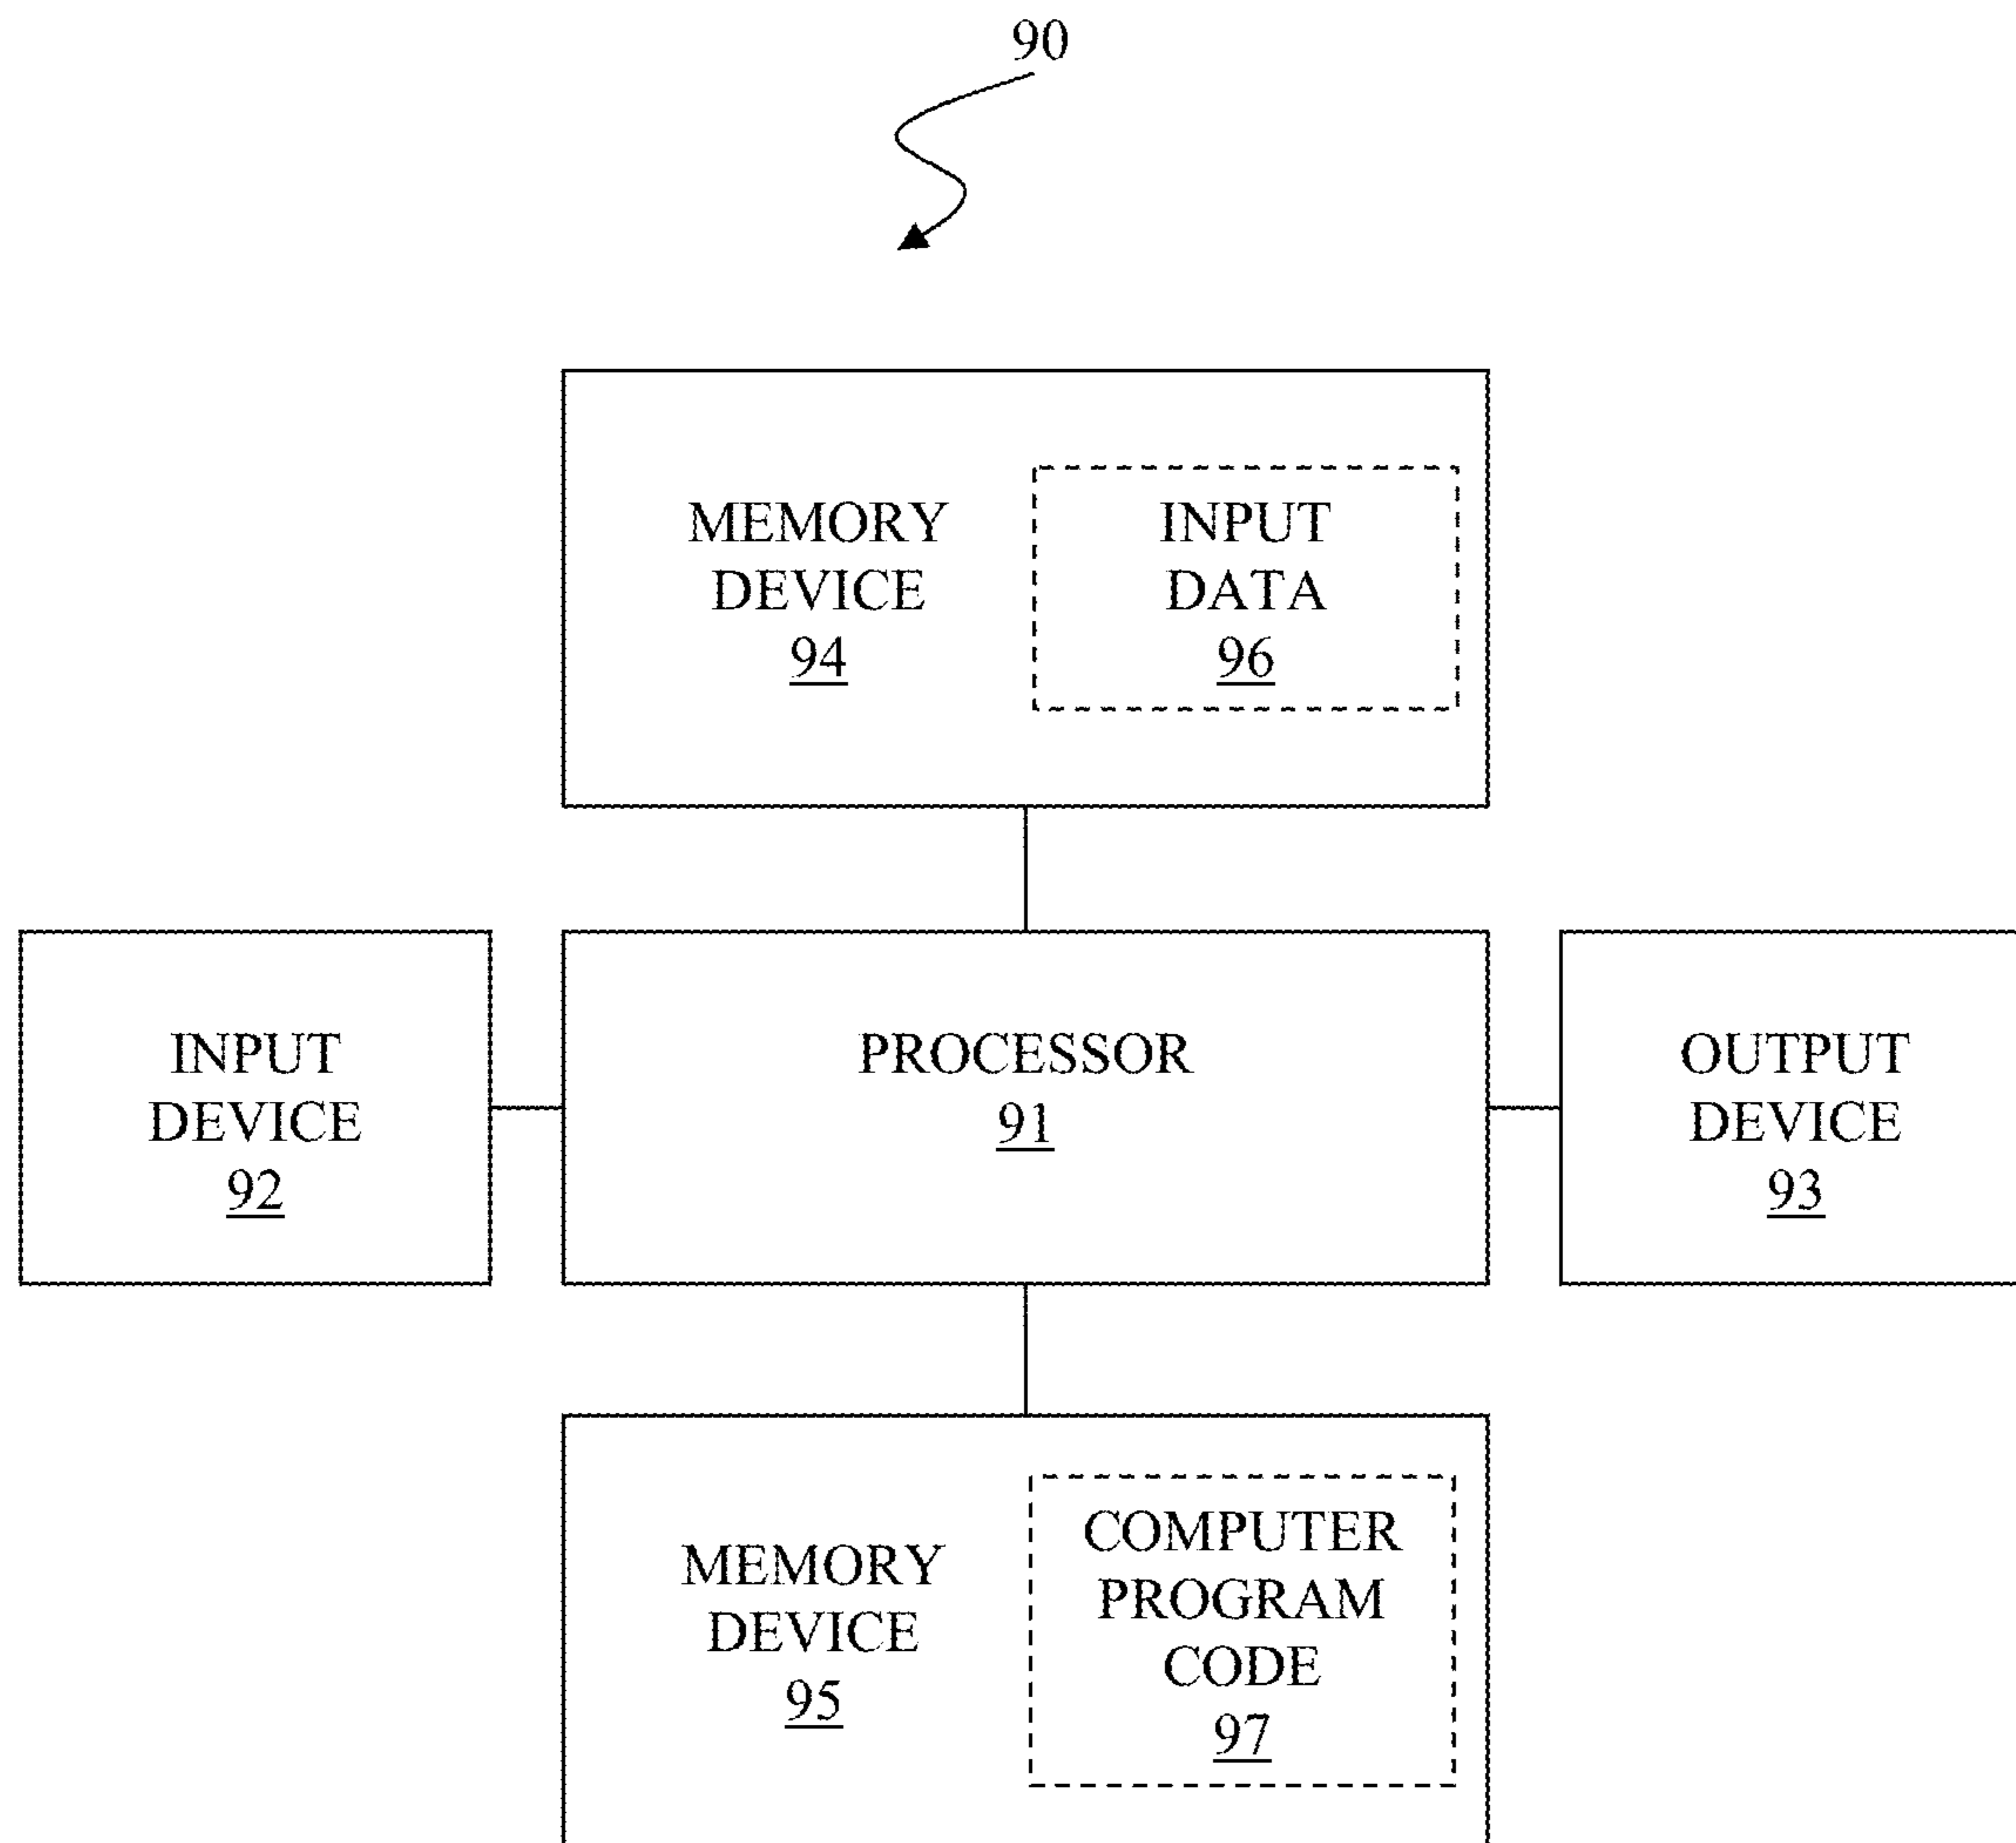 90
MEMORY
DEVICE
94
INPUT
DATA
96
INPUT
DEVICE
92
PROCESSOR
91
OUTPUT
DEVICE
93
MEMORY
DEVICE
95
COMPUTER
PROGRAM
CODE
97